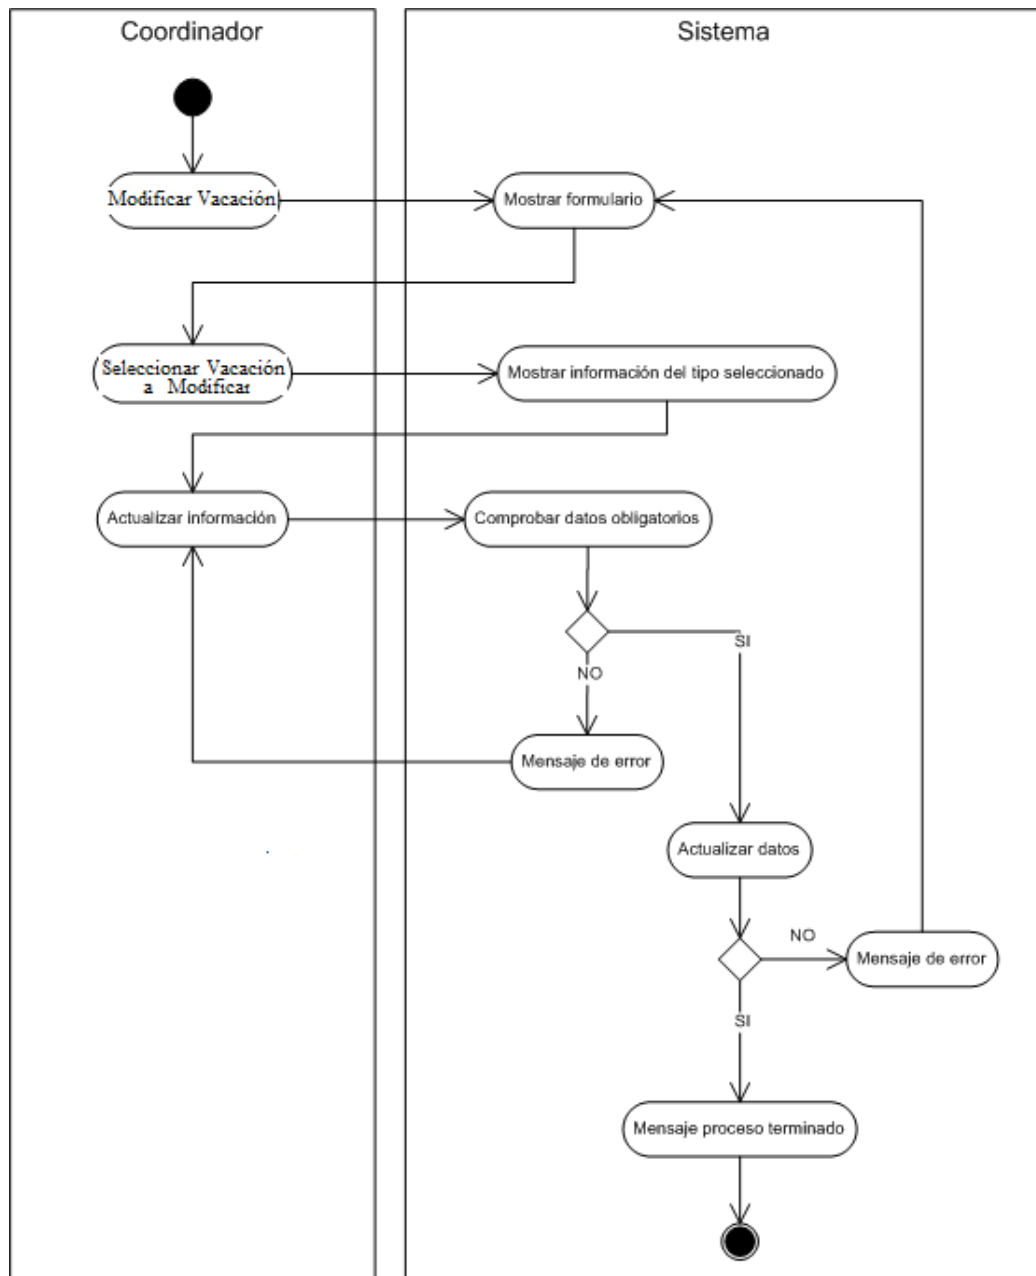 Coordinador
Sistema
Modificar Vacación
Mostrar formulario
Seleccionar Vacación
a Modificar
Mostrar información del tipo seleccionado
Actualizar información
Comprobar datos obligatorios
SI
NO
Mensaje de error
Actualizar datos
NO
Mensaje de error
SI
Mensaje proceso terminado